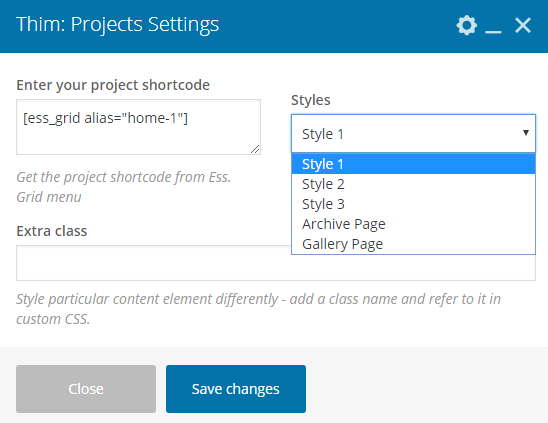 Thim: Projects Settings
Enter your project shortcode
[ess_grid alias="home-1"]
Get the project shortcode from Ess.
Grid menu
Styles
Style 1
Style 1
Style 2
Style 3
Archive Page
Gallery Page
Extra class
Style particular content element differently - add a class name and refer to it in
custom CSS.
Close
Save changes